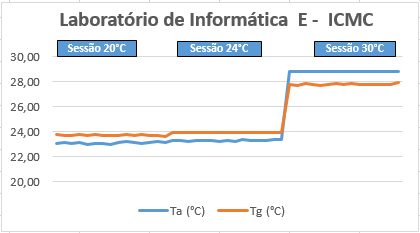 Laboratório de Informática  E -  ICMC
Sessão 20°C Sessão 24°C Sessão 30°C
30,00
28,00
26,00
24,00
22,00
20,00
Ta (°C) Tg (°C)